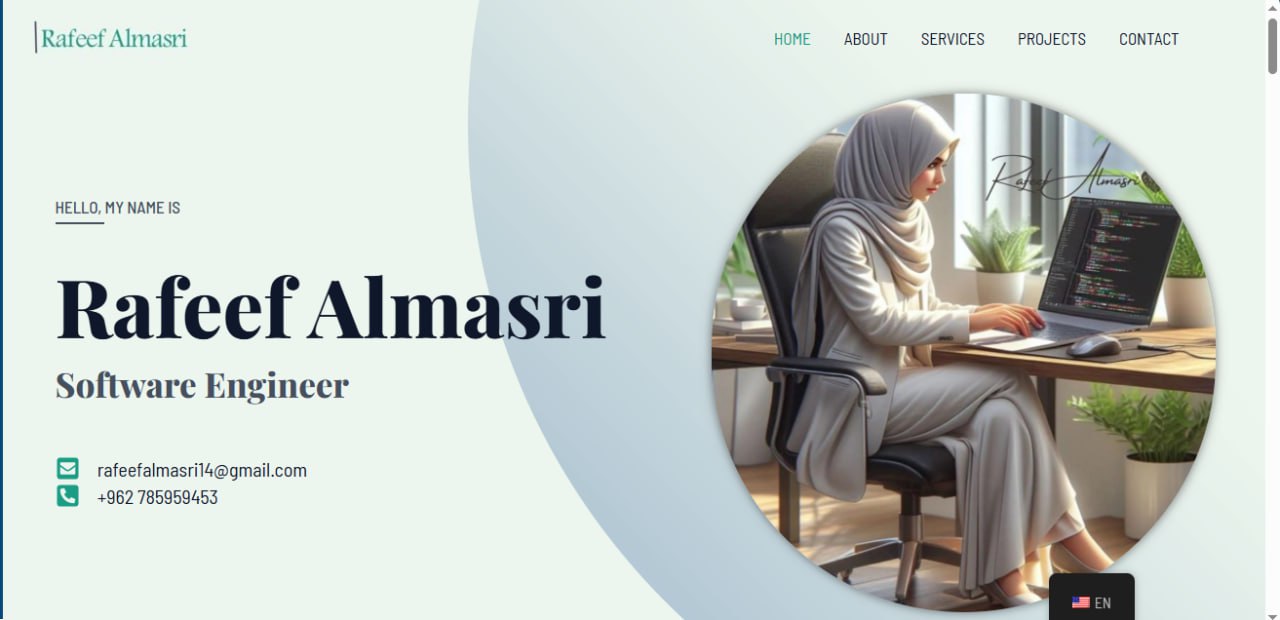 Rafeef Almasri
HOME ABOUT SERVICES PROJECTS CONTACT
Rafeef Almasri
HELLO, MY NAME IS
Rafeef Almasri
Software Engineer
rafeefalmasri14@gmail.com
+962 785959453
EN